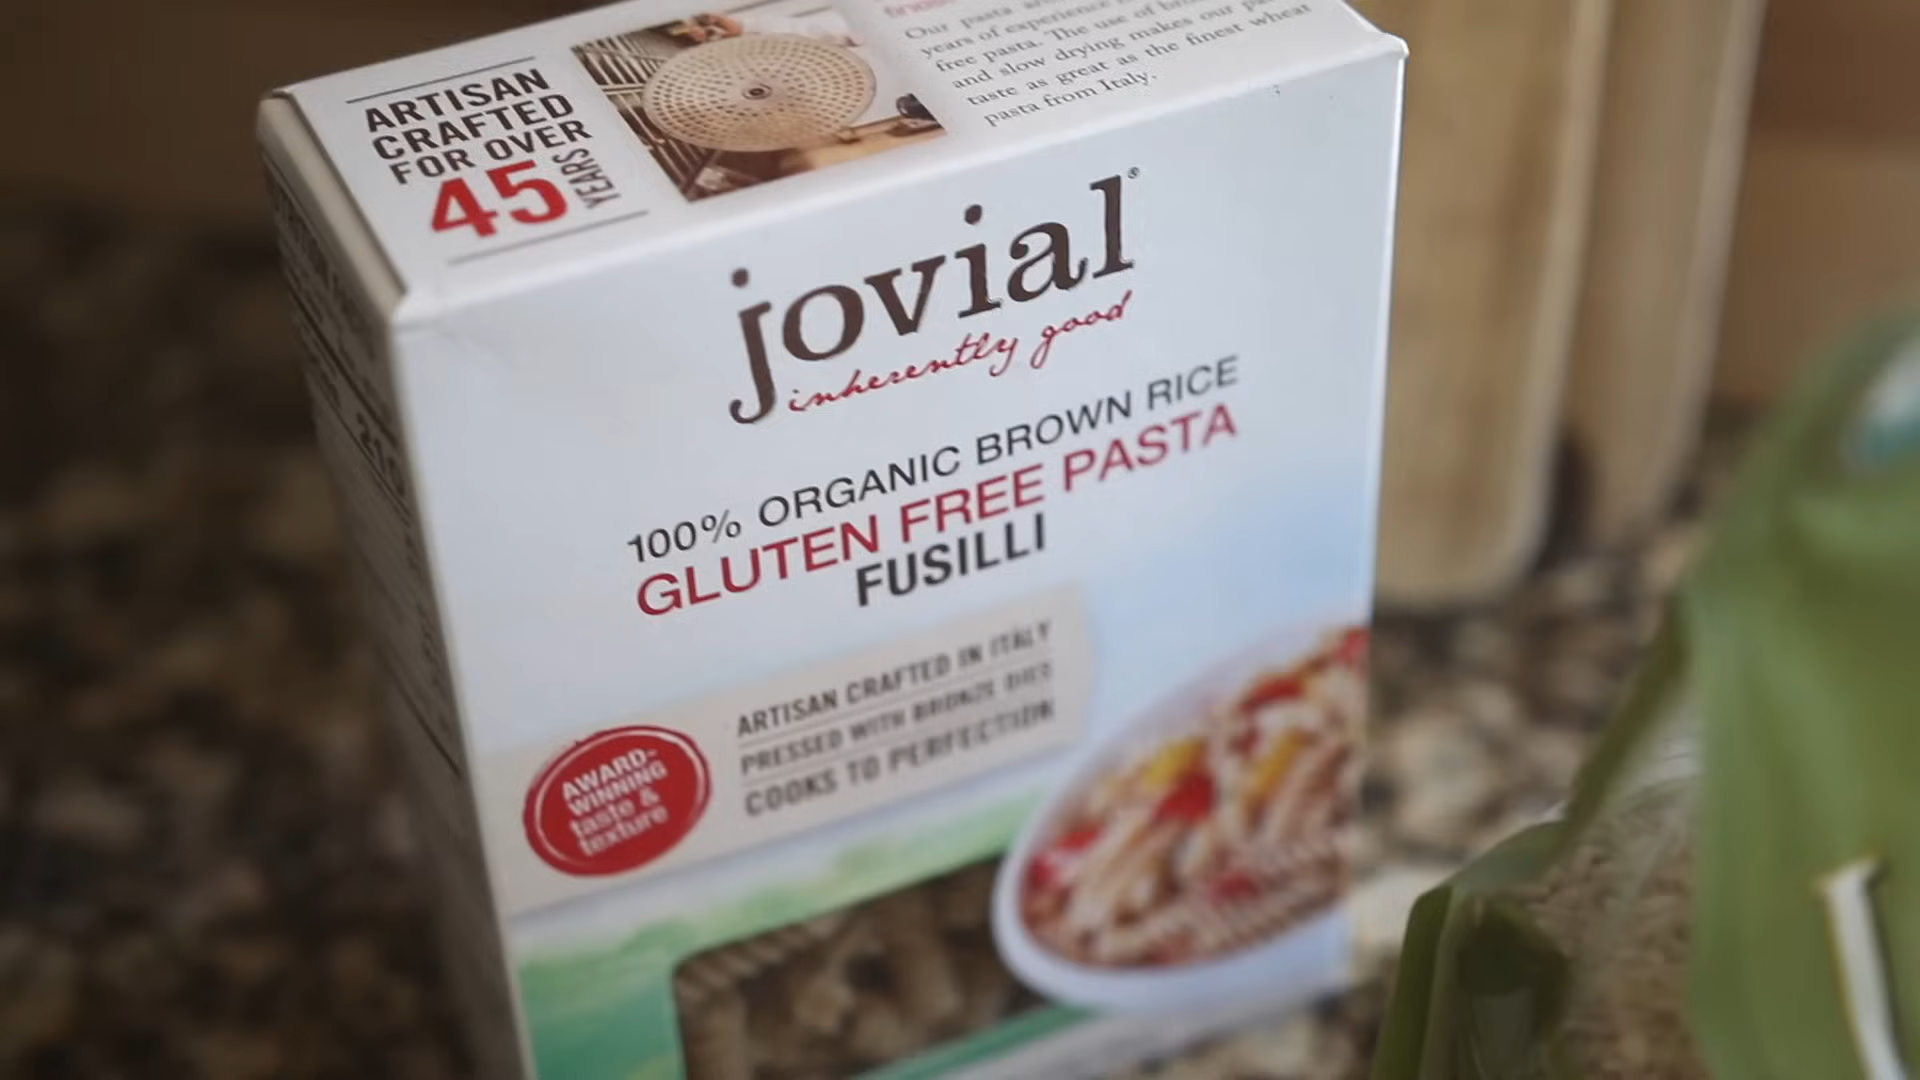 ARTISAN
CRAFTED
FOR OVER
45
YEARS
Our pasta
years of experience
free pasta. The use of
and slow drying makes our
taste as great as the finest wheat
pasta from Italy.
jovial®
inherently good
100% ORGANIC BROWN RICE
GLUTEN FREE PASTA
FUSILLI
ARTISAN CRAFTED IN ITALY
PRESSED WITH BRONZE DIES
COOKS TO PERFECTION
AWARD-
WINNING
taste &
texture
210